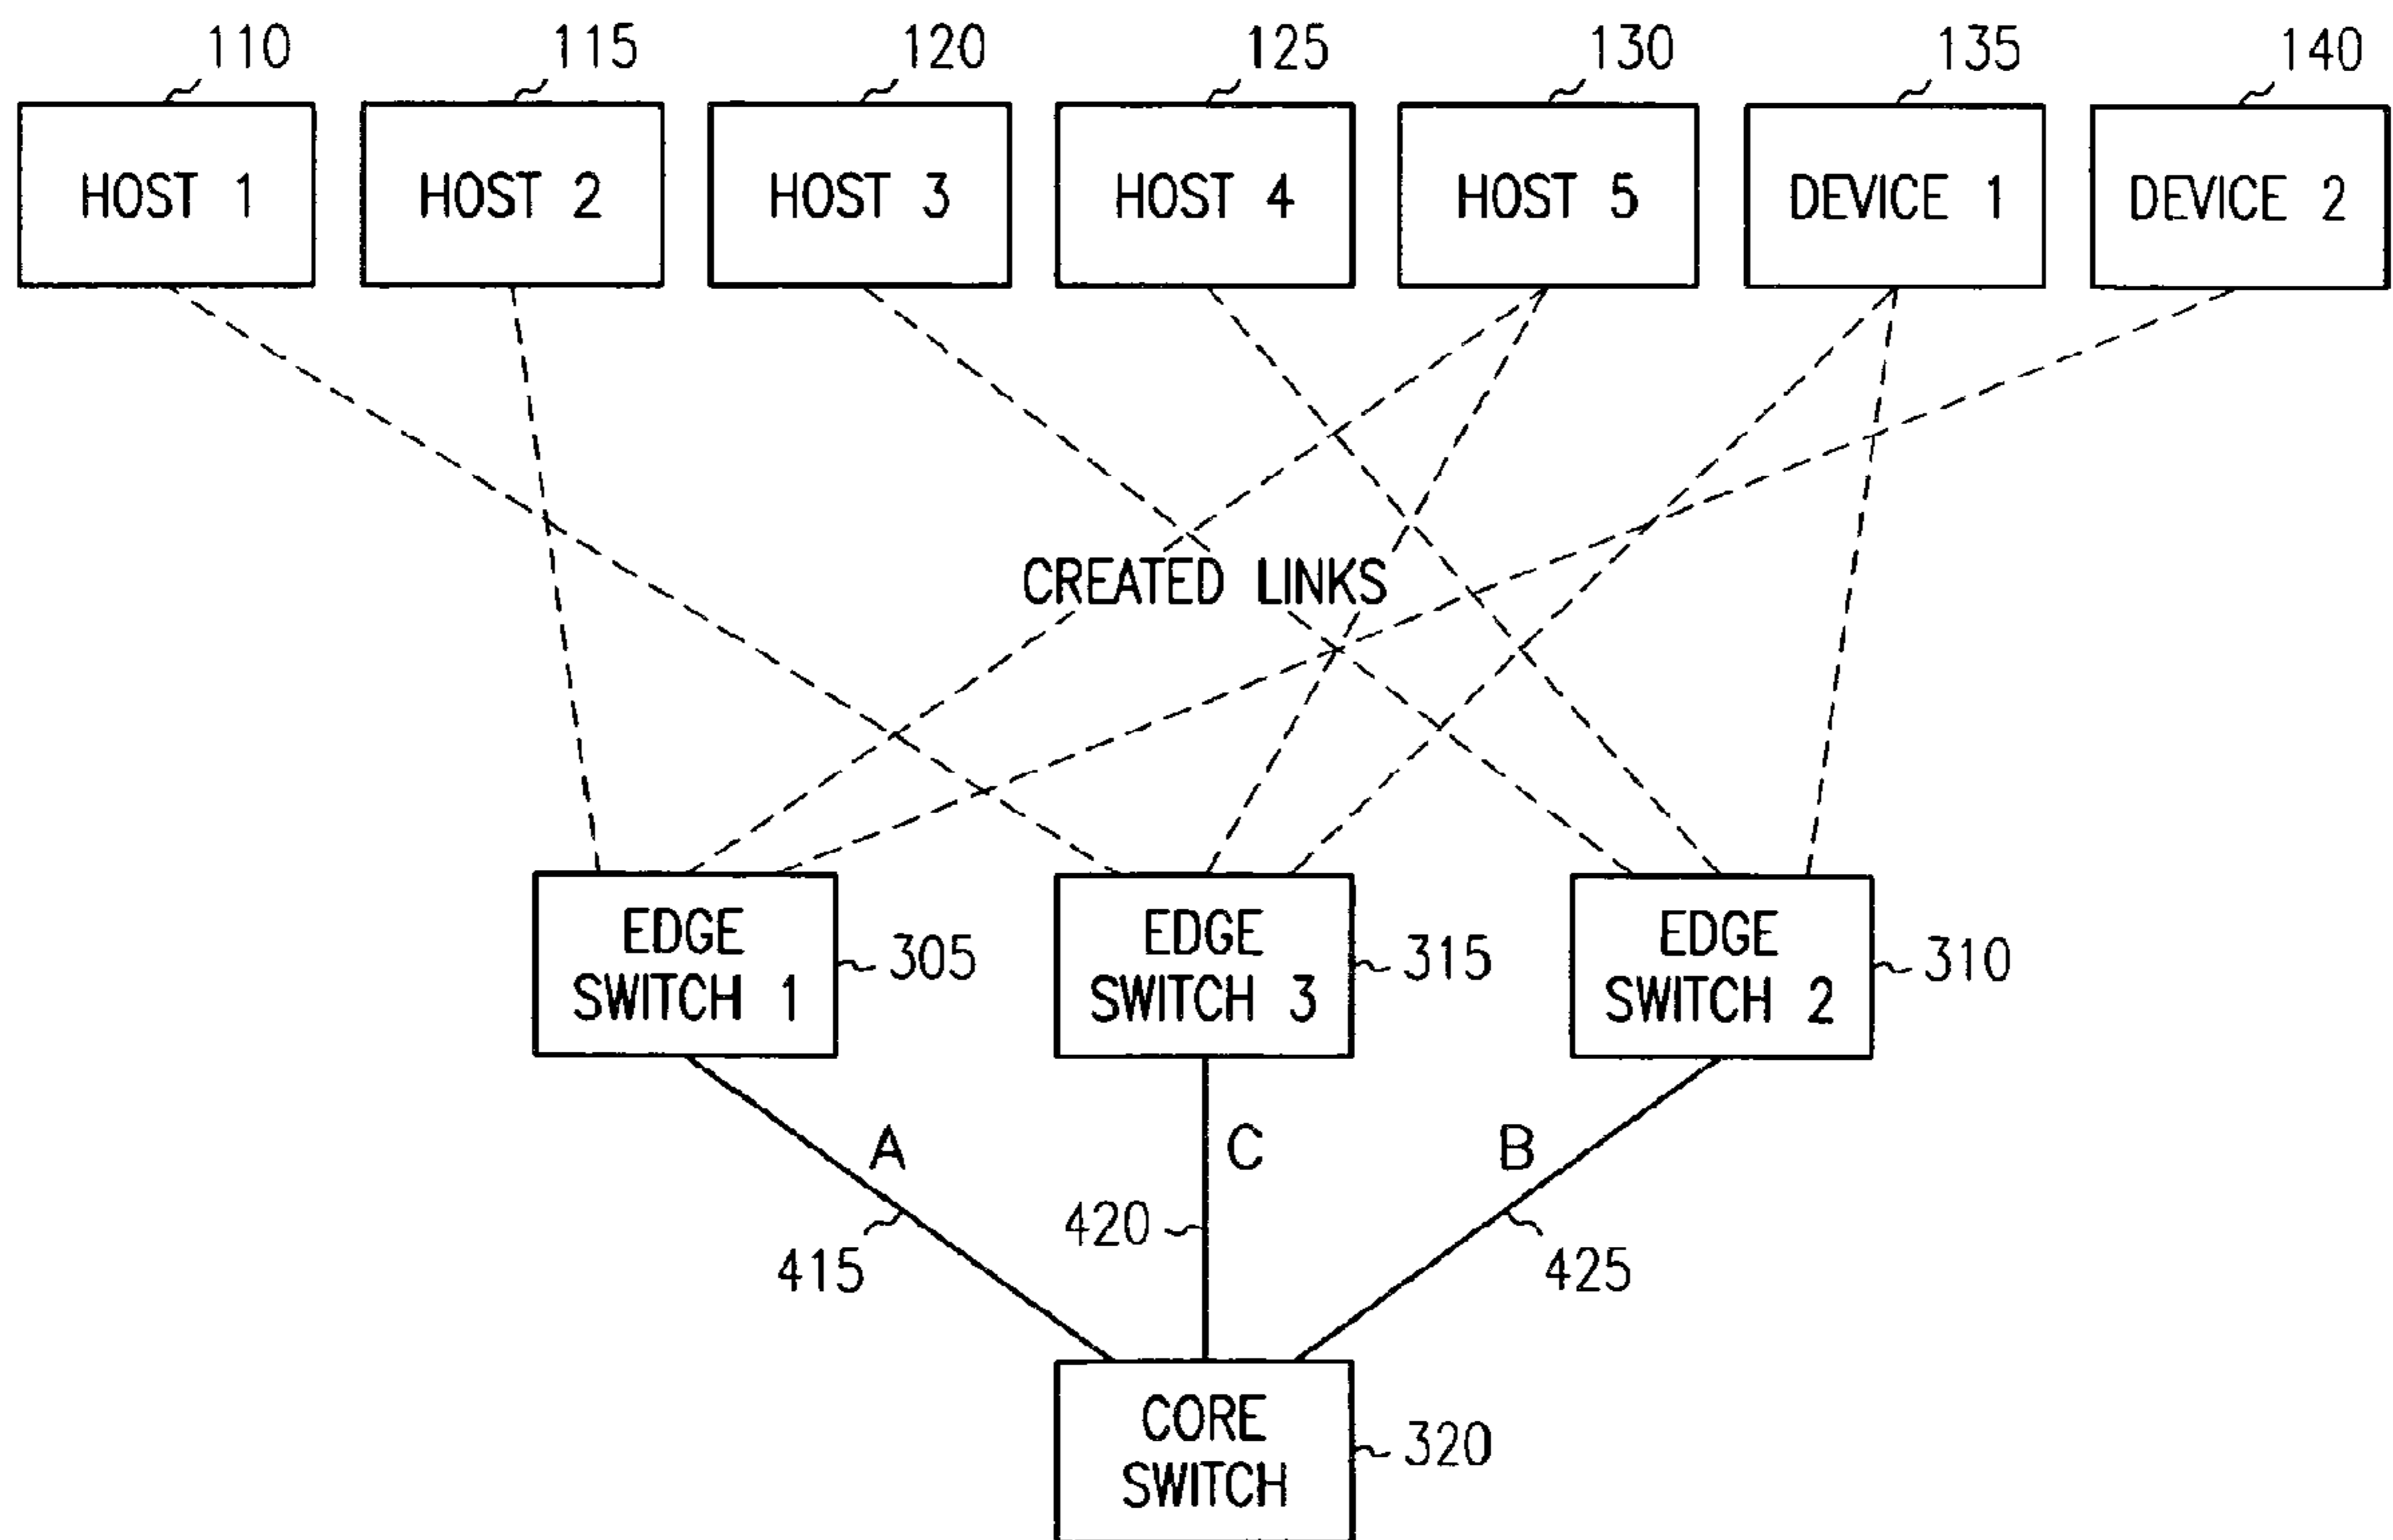 110 115 120 125 130 135 140
HOST 1 HOST 2 HOST 3 HOST 4 HOST 5 DEVICE 1 DEVICE 2
CREATED LINKS
EDGE SWITCH 1
305
EDGE SWITCH 3
315
EDGE SWITCH 2
310
A C B
415 420 425
CORE
SWITCH
320